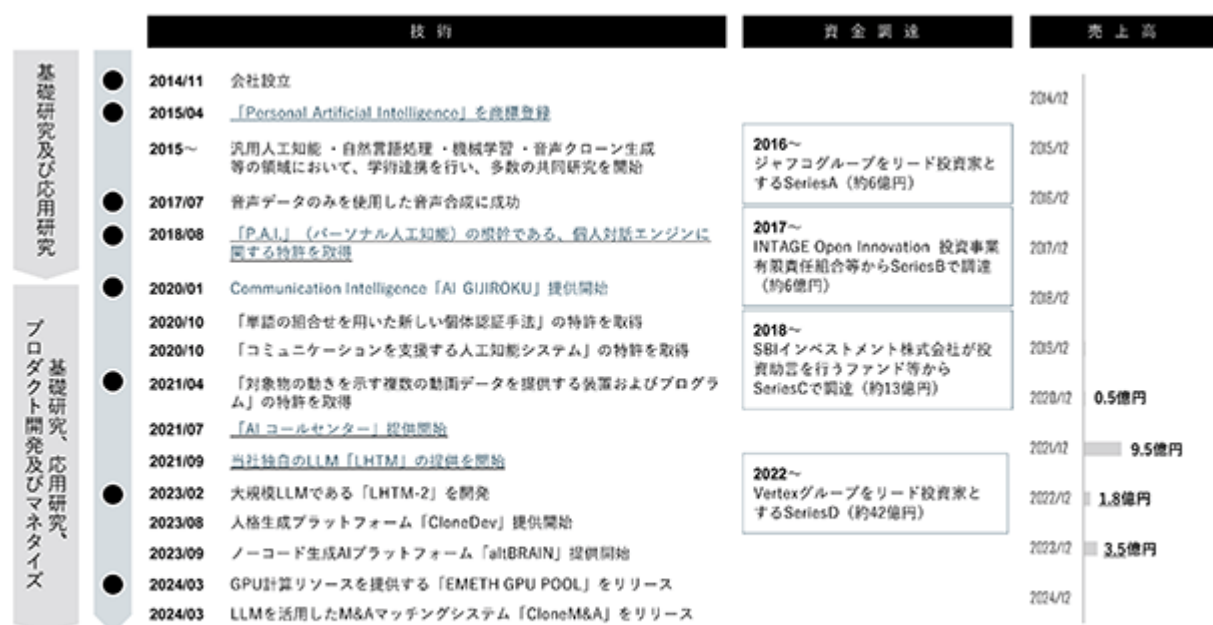 技術
資金調達
売上高
基礎研究及び応用研究
基礎研究、応用研究、
プロダクト開発及びマネタイズ
2014/11 会社設立
2015/04 「Personal Artificial Intelligence」を商標登録
2015～ 汎用人工知能・自然言語処理・機械学習・音声クローン生成
等の領域において、学術連携を行い、多数の共同研究を開始
2017/07 音声データのみを使用した音声合成に成功
2018/08 「P.A.I.」（パーソナル人工知能）の根幹である、個人対話エンジンに
関する特許を取得
2020/01 Communication Intelligence「AI GIJIROKU」提供開始
2020/10 「単語の組合せを用いた新しい個体認証手法」の特許を取得
2020/10 「コミュニケーションを支援する人工知能システム」の特許を取得
2021/04 「対象物の動きを示す複数の動画データを提供する装置およびプログラ
ム」の特許を取得
2021/07 「AIコールセンター」提供開始
2021/09 当社独自のLLM「LHTM」の提供を開始
2023/02 大規模LLMである「LHTM-2」を開発
2023/08 人格生成プラットフォーム「CloneDev」提供開始
2023/09 ノーコード生成AIプラットフォーム「altBRAIN」提供開始
2024/03 GPU計算リソースを提供する「EMETH GPU POOL」をリリース
2024/03 LLMを活用したM&Aマッチングシステム「CloneM&A」をリリース
2016～
ジャフコグループをリード投資家と
するSeriesA（約6億円）
2017～
INTAGE Open Innovation 投資事業
有限責任組合等からSeriesBで調達
（約6億円）
2018～
SBIインベストメント株式会社が投
資助言を行うファンド等から
SeriesCで調達（約13億円）
2022～
Vertexグループをリード投資家と
するSeriesD（約42億円）
2014/12
2015/12
2016/12
2017/12
2018/12
2019/12
2020/12 0.5億円
2021/12 9.5億円
2022/12 1.8億円
2023/12 3.5億円
2024/12